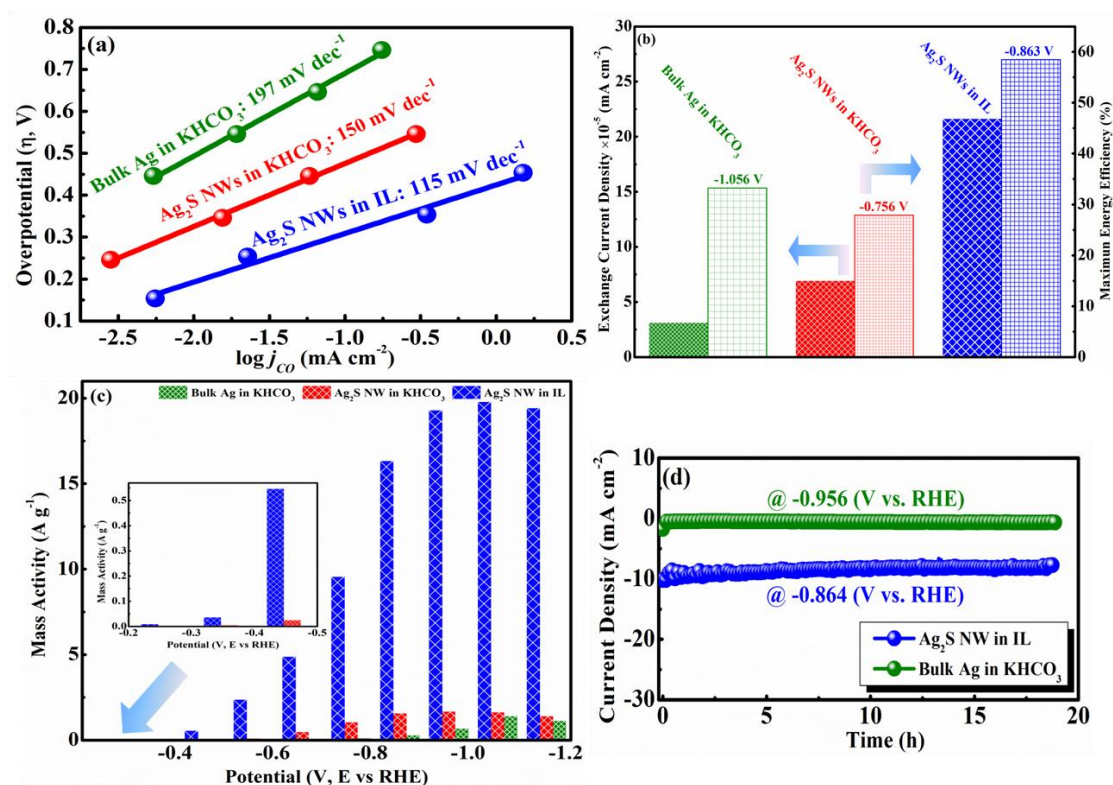 (a)
Bulk Ag in KHCO₃: 197 mV dec⁻¹
Ag₂S NWs in KHCO₃: 150 mV dec⁻¹
Ag₂S NWs in IL: 115 mV dec⁻¹
Overpotential (η, V)
0.8
0.7
0.6
0.5
0.4
0.3
0.2
0.1
-2.5 -2.0 -1.5 -1.0 -0.5 0.0 0.5
log j_CO (mA cm⁻²)
(b)
Bulk Ag in KHCO₃
Ag₂S NWs in KHCO₃
Ag₂S NWs in IL
-1.056 V
-0.756 V
-0.863 V
Exchange Current Density ×10⁻⁵ (mA cm⁻²)
30
25
20
15
10
5
0
Maximum Energy Efficiency (%)
60
50
40
30
20
10
0
(c)
Bulk Ag in KHCO₃ Ag₂S NW in KHCO₃ Ag₂S NW in IL
Mass Activity (A g⁻¹)
20
15
10
5
0
-0.4 -0.6 -0.8 -1.0 -1.2
Potential (V, E vs RHE)
Mass Activity (A g⁻¹)
0.5
0.4
0.3
0.2
0.1
0.0
-0.2 -0.3 -0.4 -0.5
Potential (V, E vs RHE)
(d)
@ -0.956 (V vs. RHE)
@ -0.864 (V vs. RHE)
Ag₂S NW in IL
Bulk Ag in KHCO₃
Current Density (mA cm⁻²)
10
0
-10
-20
-30
0 5 10 15 20
Time (h)